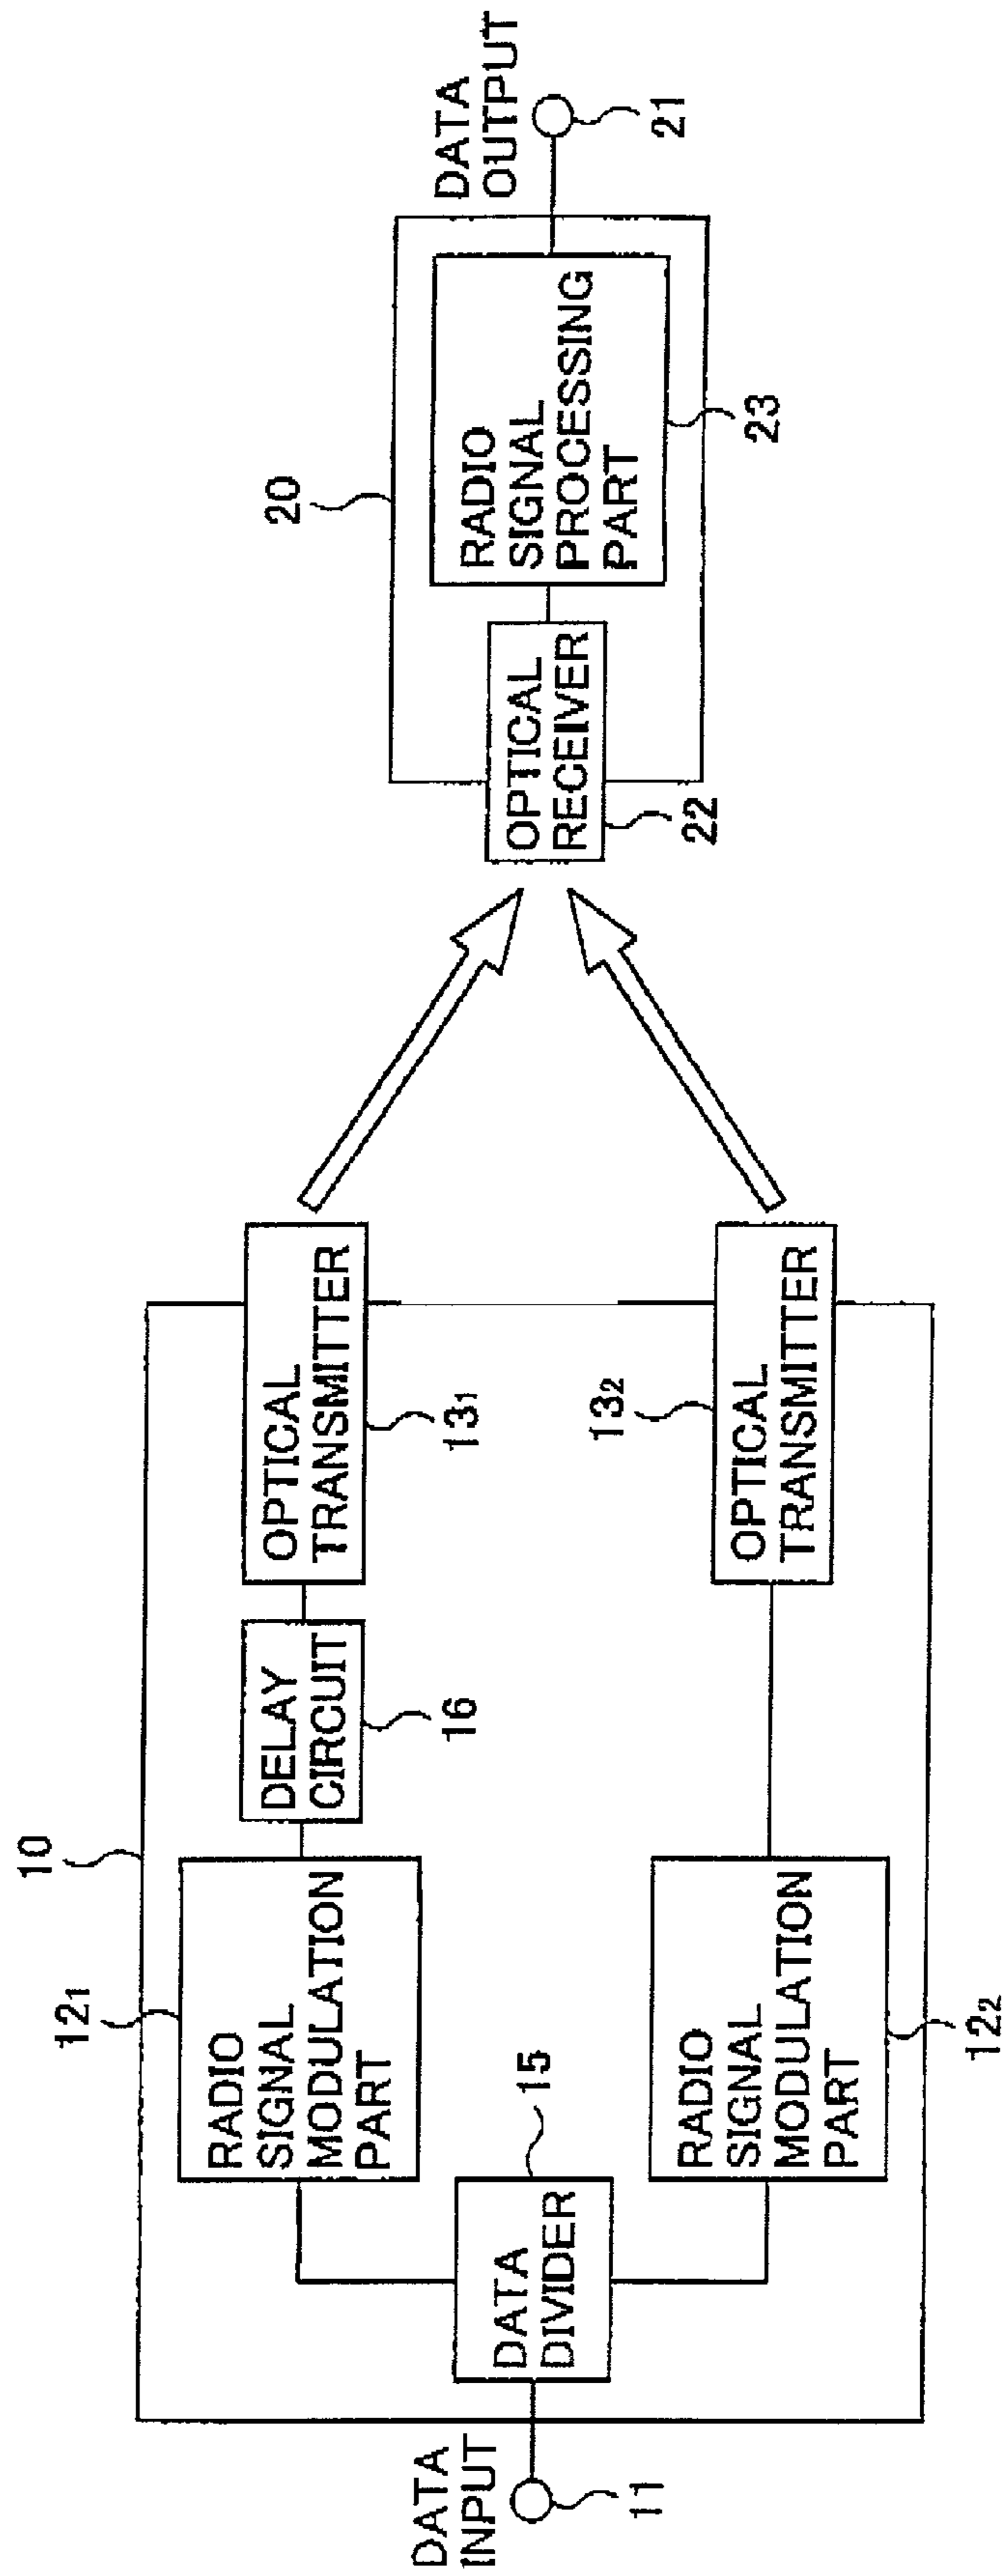 DATA
INPUT
11
10
DATA
DIVIDER
15
12₁
RADIO
SIGNAL
MODULATION
PART
DELAY
CIRCUIT
16
OPTICAL
TRANSMITTER
13₁
RADIO
SIGNAL
MODULATION
PART
12₂
OPTICAL
TRANSMITTER
13₂
20
OPTICAL
RECEIVER
22
RADIO
SIGNAL
PROCESSING
PART
23
DATA
OUTPUT
21